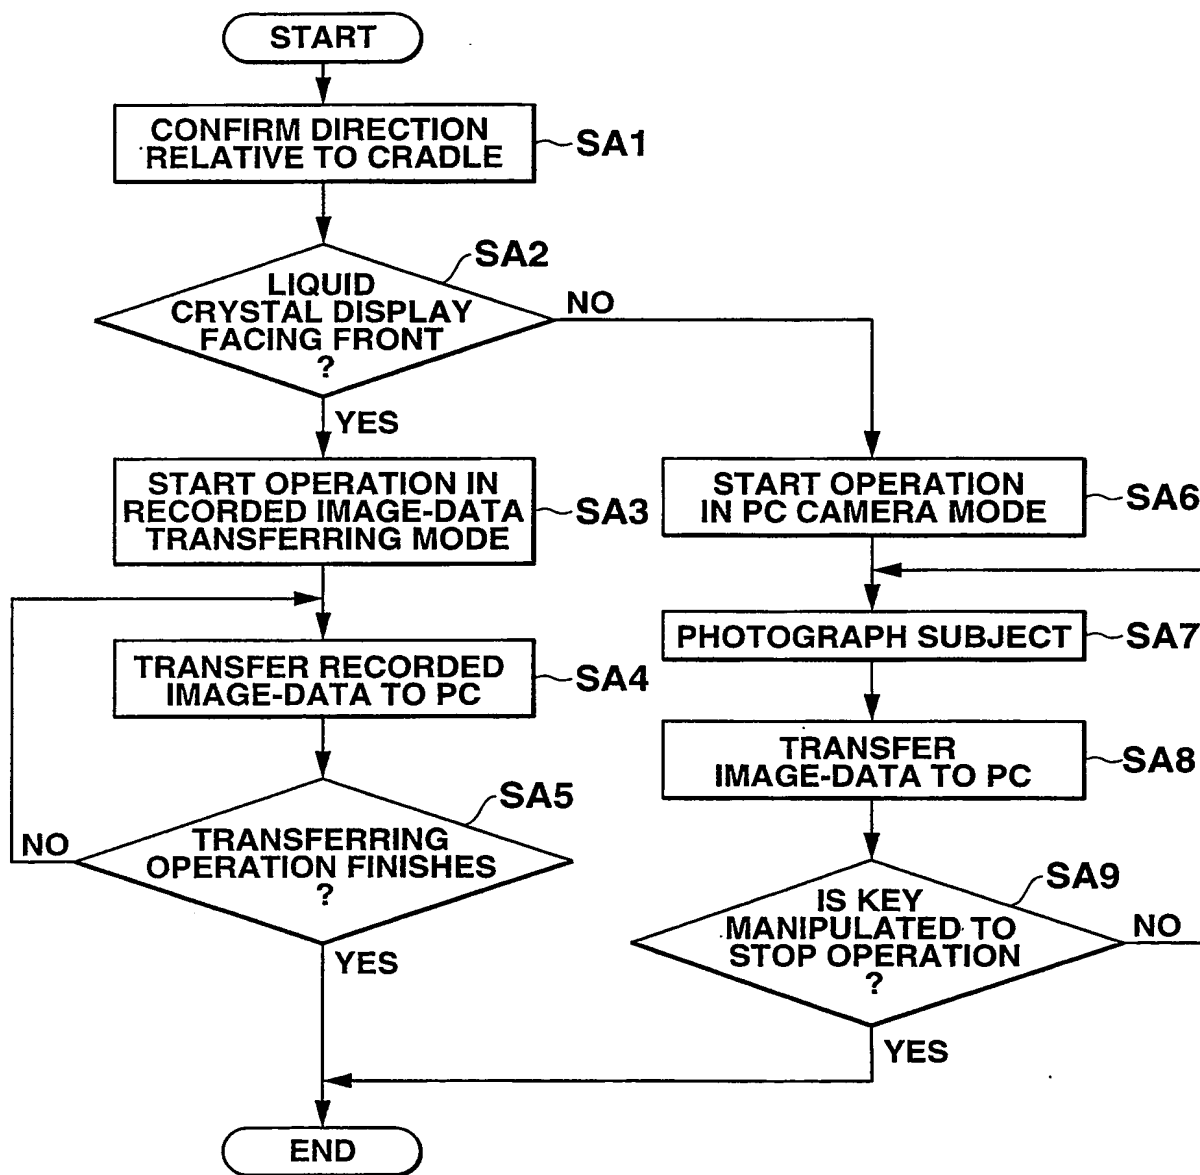 START
CONFIRM DIRECTION
RELATIVE TO CRADLE
SA1
SA2
LIQUID
CRYSTAL DISPLAY
FACING FRONT
?
NO
YES
START OPERATION IN
RECORDED IMAGE-DATA
TRANSFERRING MODE
SA3
START OPERATION
IN PC CAMERA MODE
SA6
TRANSFER RECORDED
IMAGE-DATA TO PC
SA4
PHOTOGRAPH SUBJECT
SA7
TRANSFER
IMAGE-DATA TO PC
SA8
SA5
TRANSFERRING
OPERATION FINISHES
?
NO
YES
SA9
IS KEY
MANIPULATED TO
STOP OPERATION
?
NO
YES
END